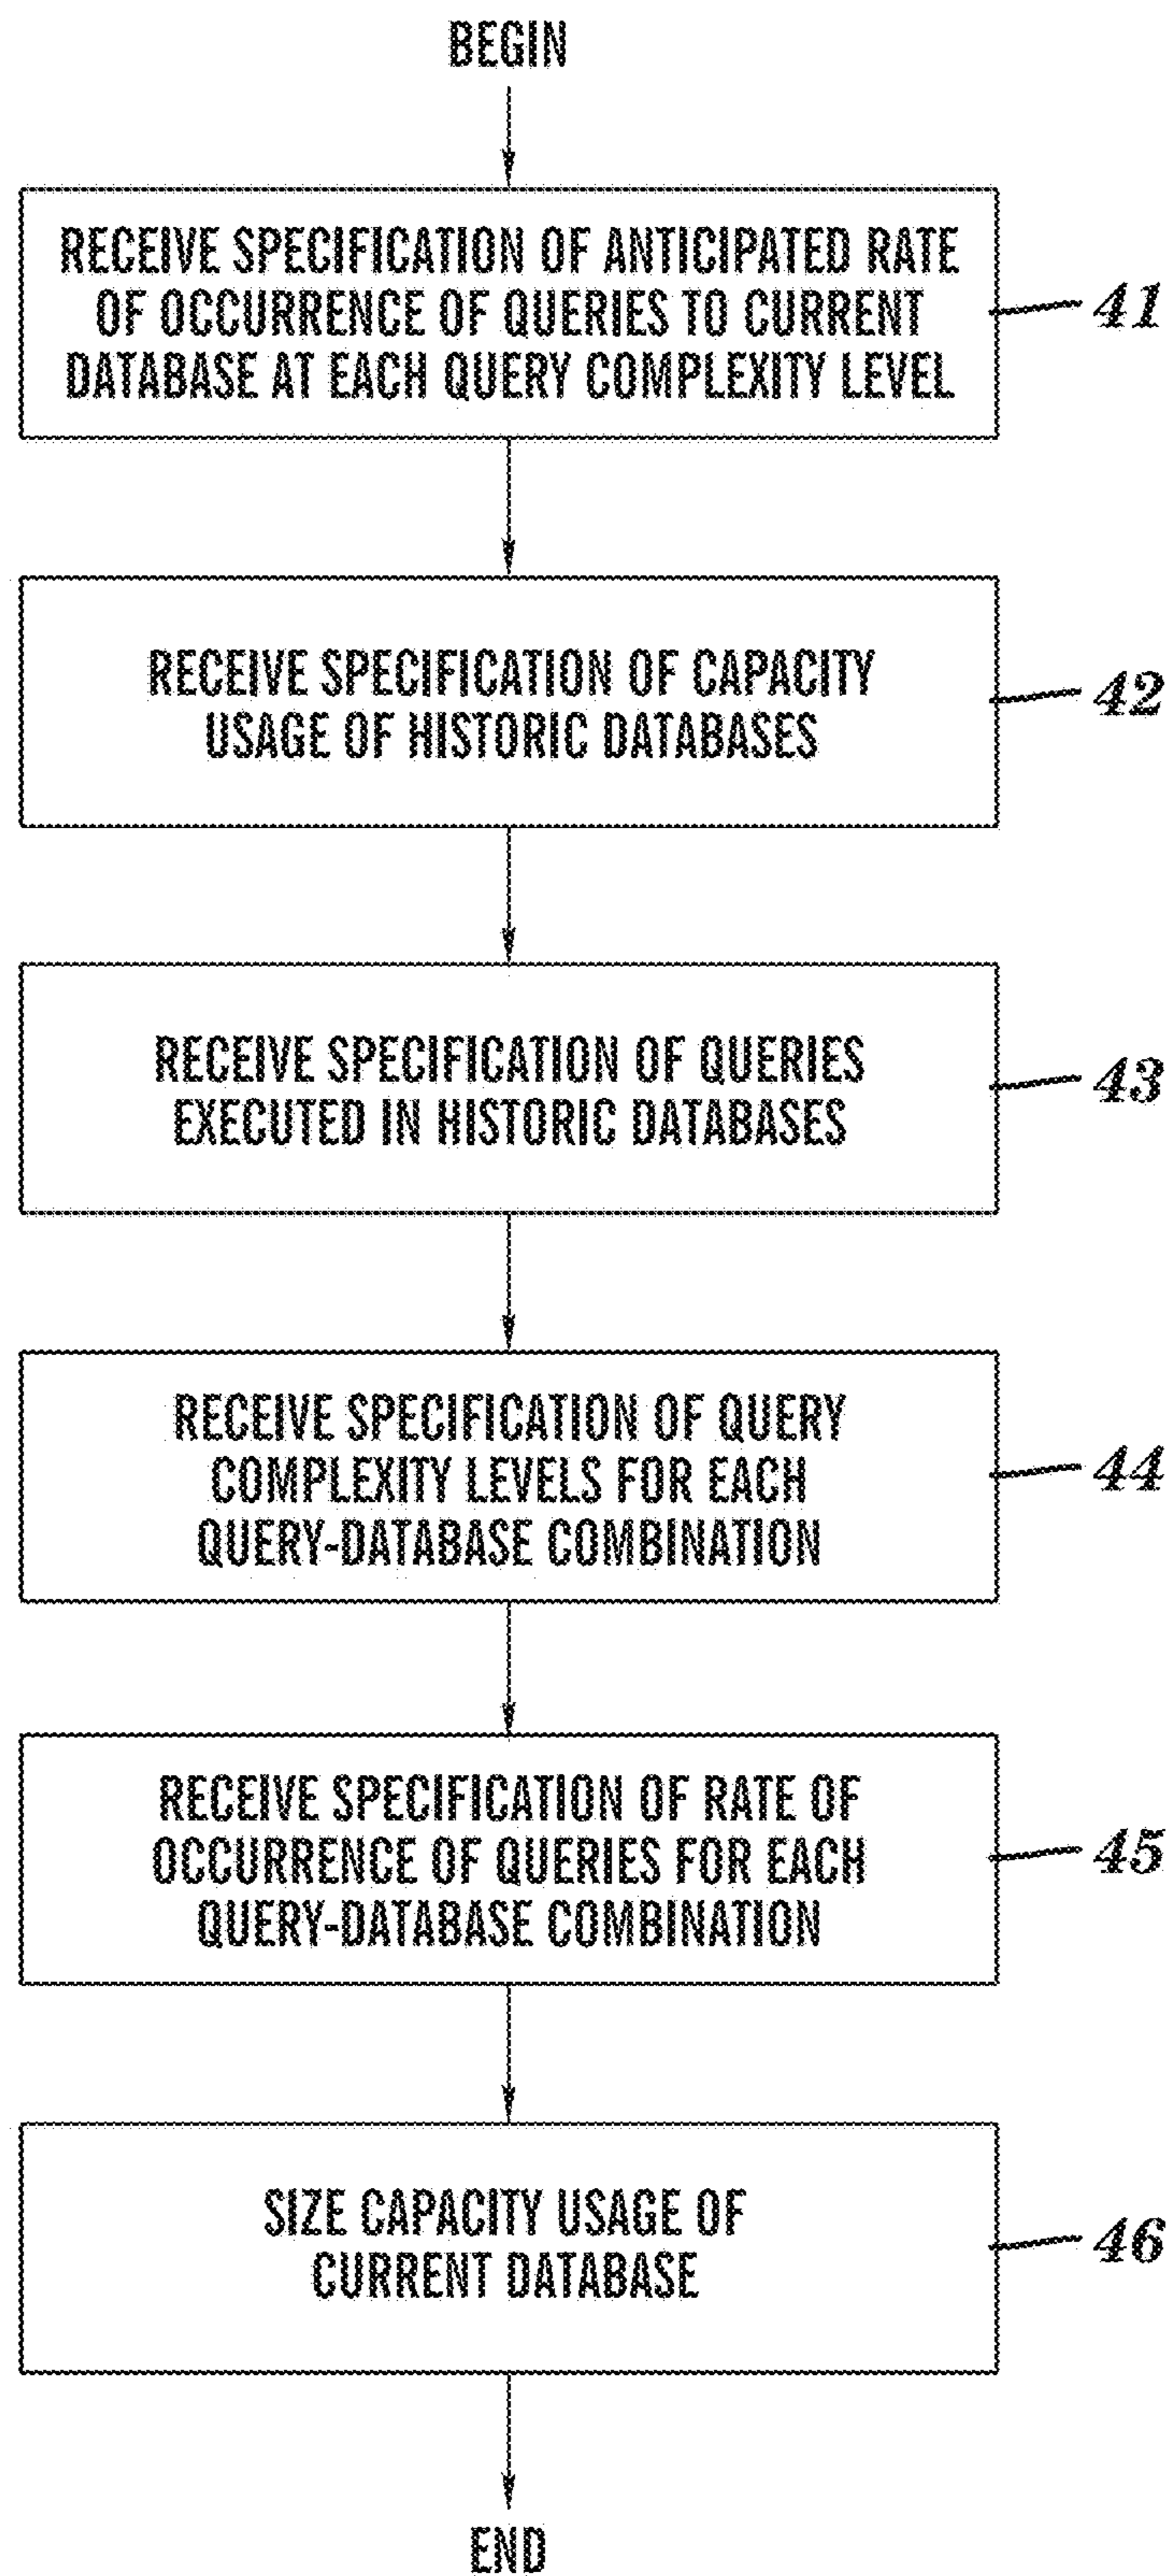 BEGIN
RECEIVE SPECIFICATION OF ANTICIPATED RATE
OF OCCURRENCE OF QUERIES TO CURRENT
DATABASE AT EACH QUERY COMPLEXITY LEVEL
41
RECEIVE SPECIFICATION OF CAPACITY
USAGE OF HISTORIC DATABASES
42
RECEIVE SPECIFICATION OF QUERIES
EXECUTED IN HISTORIC DATABASES
43
RECEIVE SPECIFICATION OF QUERY
COMPLEXITY LEVELS FOR EACH
QUERY-DATABASE COMBINATION
44
RECEIVE SPECIFICATION OF RATE OF
OCCURRENCE OF QUERIES FOR EACH
QUERY-DATABASE COMBINATION
45
SIZE CAPACITY USAGE OF
CURRENT DATABASE
46
END